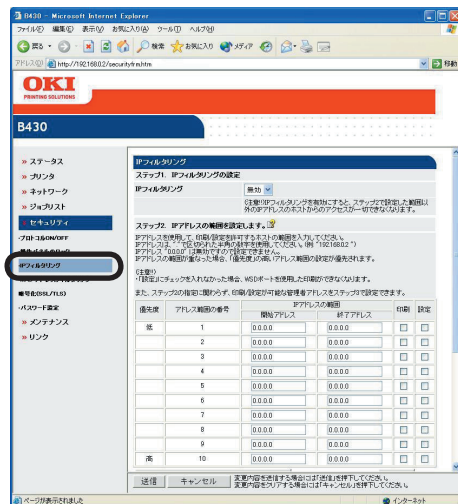 B430 - Microsoft Internet Explorer
ファイル(F) 編集(E) 表示(V) お気に入り(A) ツール(T) ヘルプ(H)
戻る 検索 お気に入り メディア
アドレス(D) http://192.168.0.2/securityfrm.htm 移動
OKI
PRINTING SOLUTIONS
B430
» ステータス
» プリンタ
» ネットワーク
» ジョブリスト
セキュリティ
・プロトコルON/OFF
・IPフィルタリング
・暗号化(SSL/TLS)
・パスワード設定
» メンテナンス
» リンク
IPフィルタリング
ステップ1. IPフィルタリングの設定
IPフィルタリング 無効
(注意!)IPフィルタリングを有効にすると、ステップ2で設定した範囲以外のIPアドレスのホストからのアクセスが一切できなくなります。
ステップ2. IPアドレスの範囲を設定します。
IPアドレスを使用して、印刷/設定を許可するホストの範囲を入力してください。
IPアドレスは、"."で区切られた半角の数字を使用してください。(例 "192.168.0.2")
IPアドレス "0.0.0.0" は無効ですので設定できません。
IPアドレスの範囲が重なった場合、「優先度」の高いアドレス範囲の設定が優先されます。
(注意!)
・「設定」にチェックを入れなかった場合、WSDポートを使用した印刷ができなくなります。
また、ステップ2の指定に関わらず、印刷/設定が可能な管理者アドレスをステップ3で設定できます。
優先度 アドレス範囲の番号 IPアドレスの範囲 印刷 設定
開始アドレス 終了アドレス
低 1 0.0.0.0 0.0.0.0
2 0.0.0.0 0.0.0.0
3 0.0.0.0 0.0.0.0
4 0.0.0.0 0.0.0.0
5 0.0.0.0 0.0.0.0
6 0.0.0.0 0.0.0.0
7 0.0.0.0 0.0.0.0
8 0.0.0.0 0.0.0.0
9 0.0.0.0 0.0.0.0
高 10 0.0.0.0 0.0.0.0
送信 キャンセル 変更内容を送信する場合には「送信」を押下してください。
変更内容をクリアする場合には「キャンセル」を押下してください。
ページが表示されました インターネット